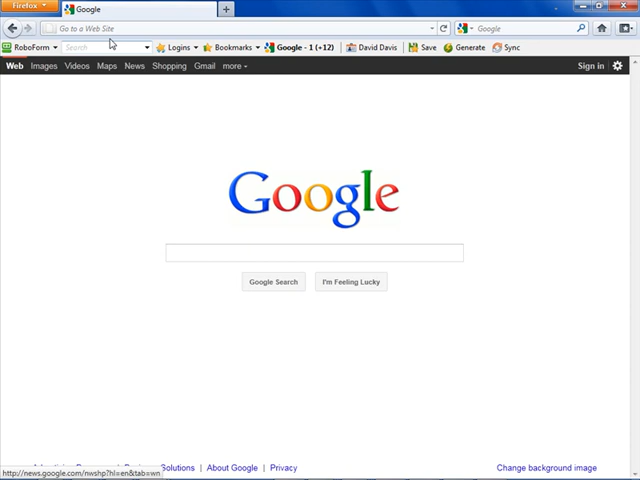 Firefox
Google
Go to a Web Site
Google
RoboForm
Search
Logins
Bookmarks
Google - 1 (+12)
David Davis
Save
Generate
Sync
Web Images Videos Maps News Shopping Gmail more
Sign in
Google
Google Search
I'm Feeling Lucky
Solutions
About Google
Privacy
Change background image
http://news.google.com/nwshp?hl=en&tab=wn